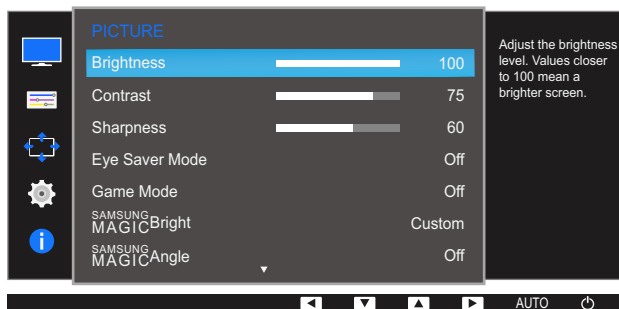 PICTURE
Brightness 100
Contrast 75
Sharpness 60
Eye Saver Mode Off
Game Mode Off
SAMSUNG
MAGICBright Custom
SAMSUNG
MAGICAngle Off
Adjust the brightness
level. Values closer
to 100 mean a
brighter screen.
AUTO